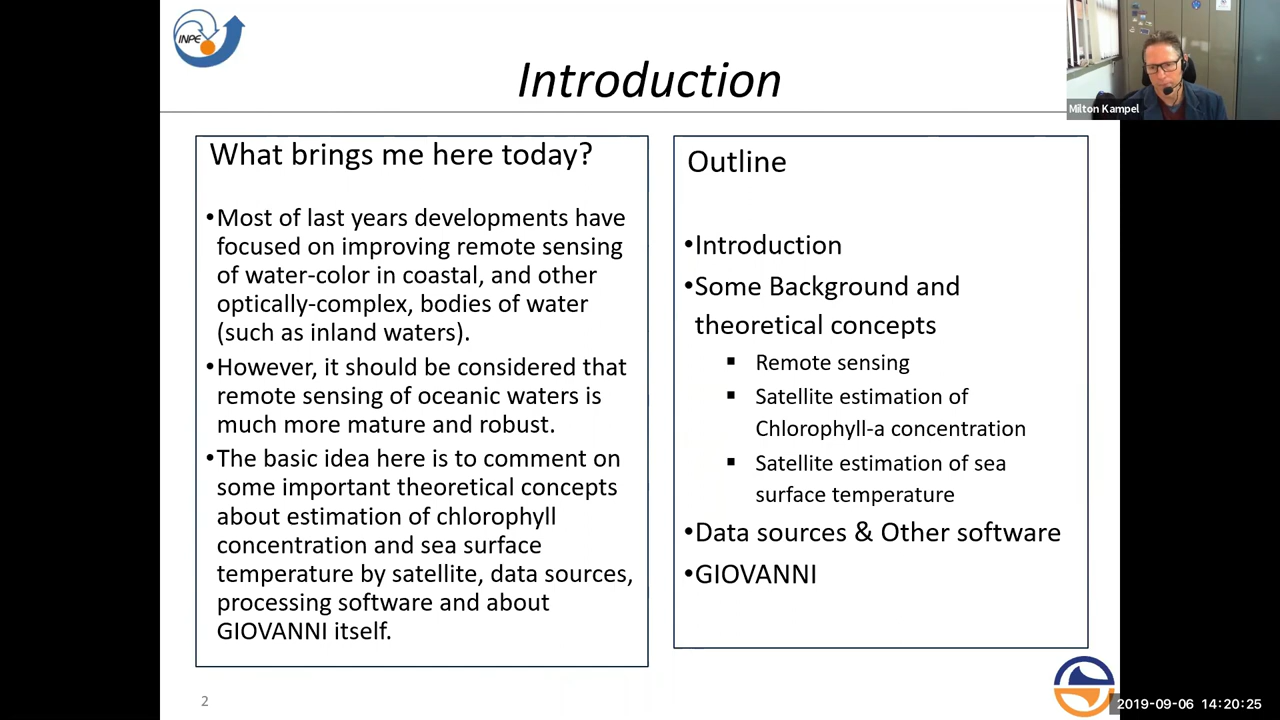 INPE
Introduction
Milton Kampel
What brings me here today?
•Most of last years developments have
focused on improving remote sensing
of water-color in coastal, and other
optically-complex, bodies of water
(such as inland waters).
•However, it should be considered that
remote sensing of oceanic waters is
much more mature and robust.
•The basic idea here is to comment on
some important theoretical concepts
about estimation of chlorophyll
concentration and sea surface
temperature by satellite, data sources,
processing software and about
GIOVANNI itself.
Outline
•Introduction
•Some Background and
theoretical concepts
▪ Remote sensing
▪ Satellite estimation of
Chlorophyll-a concentration
▪ Satellite estimation of sea
surface temperature
•Data sources & Other software
•GIOVANNI
2
2019-09-06 14:20:25